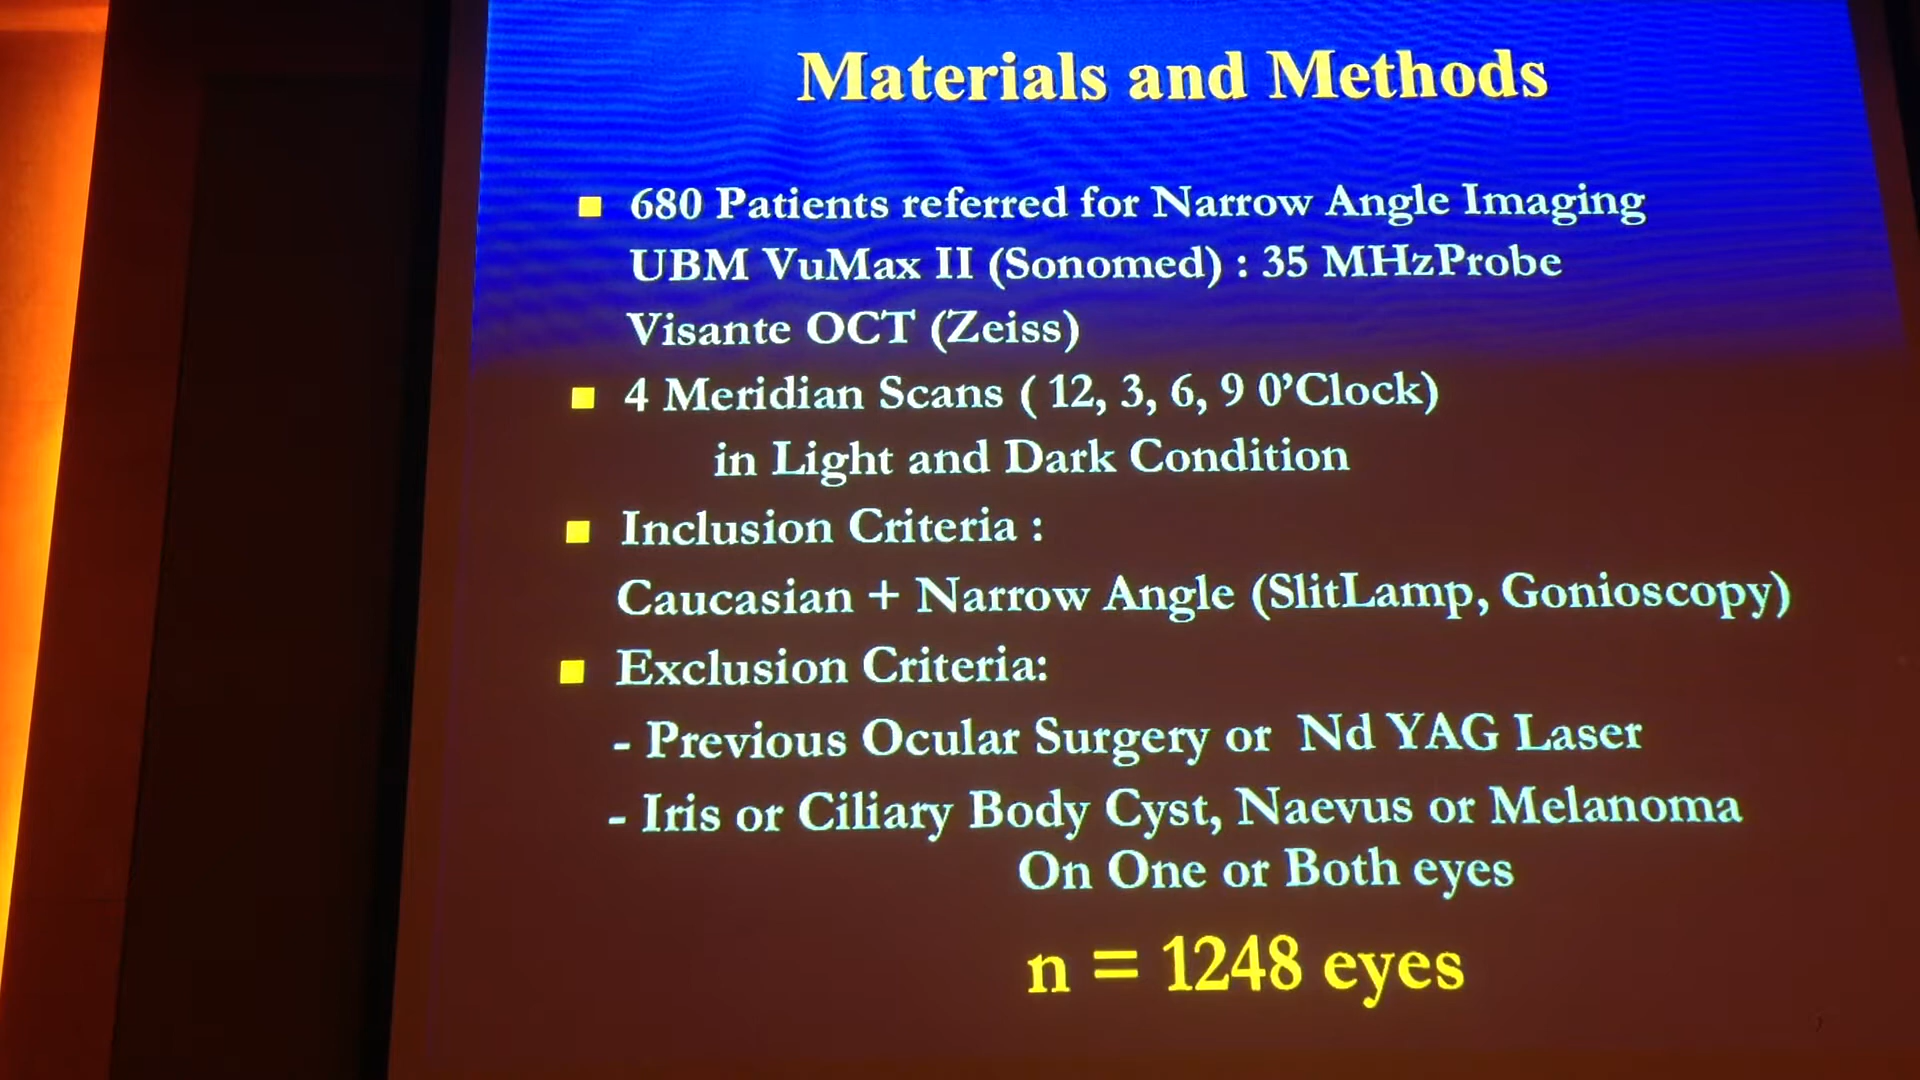 Materials and Methods
680 Patients referred for Narrow Angle Imaging
UBM VuMax II (Sonomed) : 35 MHzProbe
Visante OCT (Zeiss)
4 Meridian Scans ( 12, 3, 6, 9 0’Clock)
in Light and Dark Condition
Inclusion Criteria :
Caucasian + Narrow Angle (SlitLamp, Gonioscopy)
Exclusion Criteria:
- Previous Ocular Surgery or Nd YAG Laser
- Iris or Ciliary Body Cyst, Naevus or Melanoma
On One or Both eyes
n = 1248 eyes